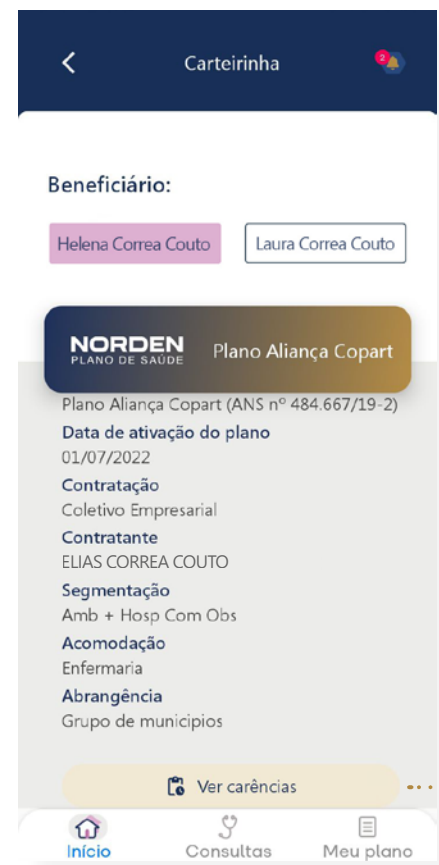 Carteirinha
2
Beneficiário:
Helena Correa Couto
Laura Correa Couto
NORDEN
PLANO DE SAÚDE
Plano Aliança Copart
Plano Aliança Copart (ANS nº 484.667/19-2)
Data de ativação do plano
01/07/2022
Contratação
Coletivo Empresarial
Contratante
ELIAS CORREA COUTO
Segmentação
Amb + Hosp Com Obs
Acomodação
Enfermaria
Abrangência
Grupo de municipios
Ver carências
Início
Consultas
Meu plano